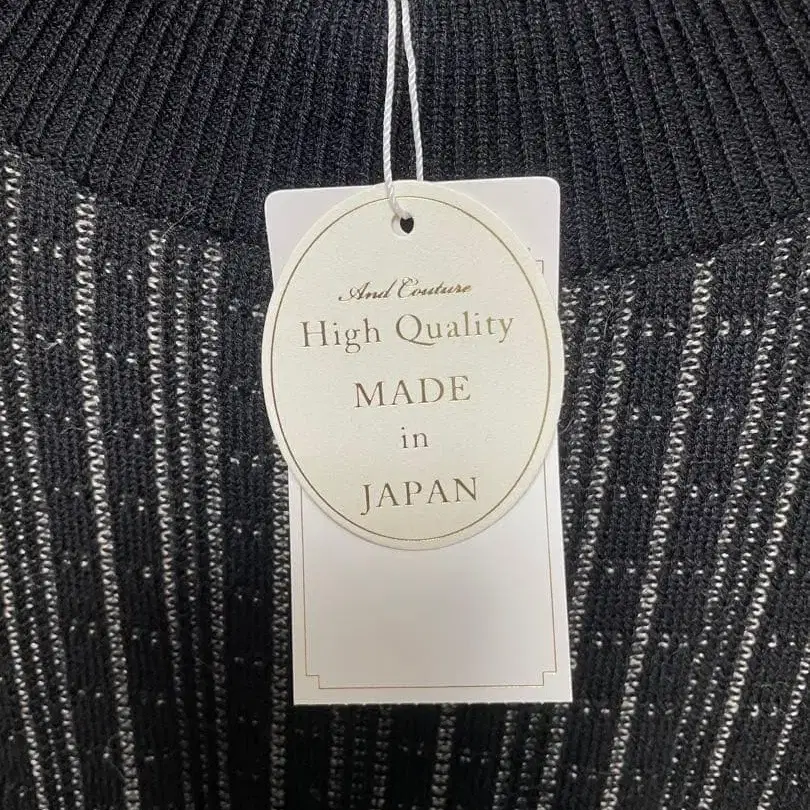 And Couture
High Quality
MADE
in
JAPAN